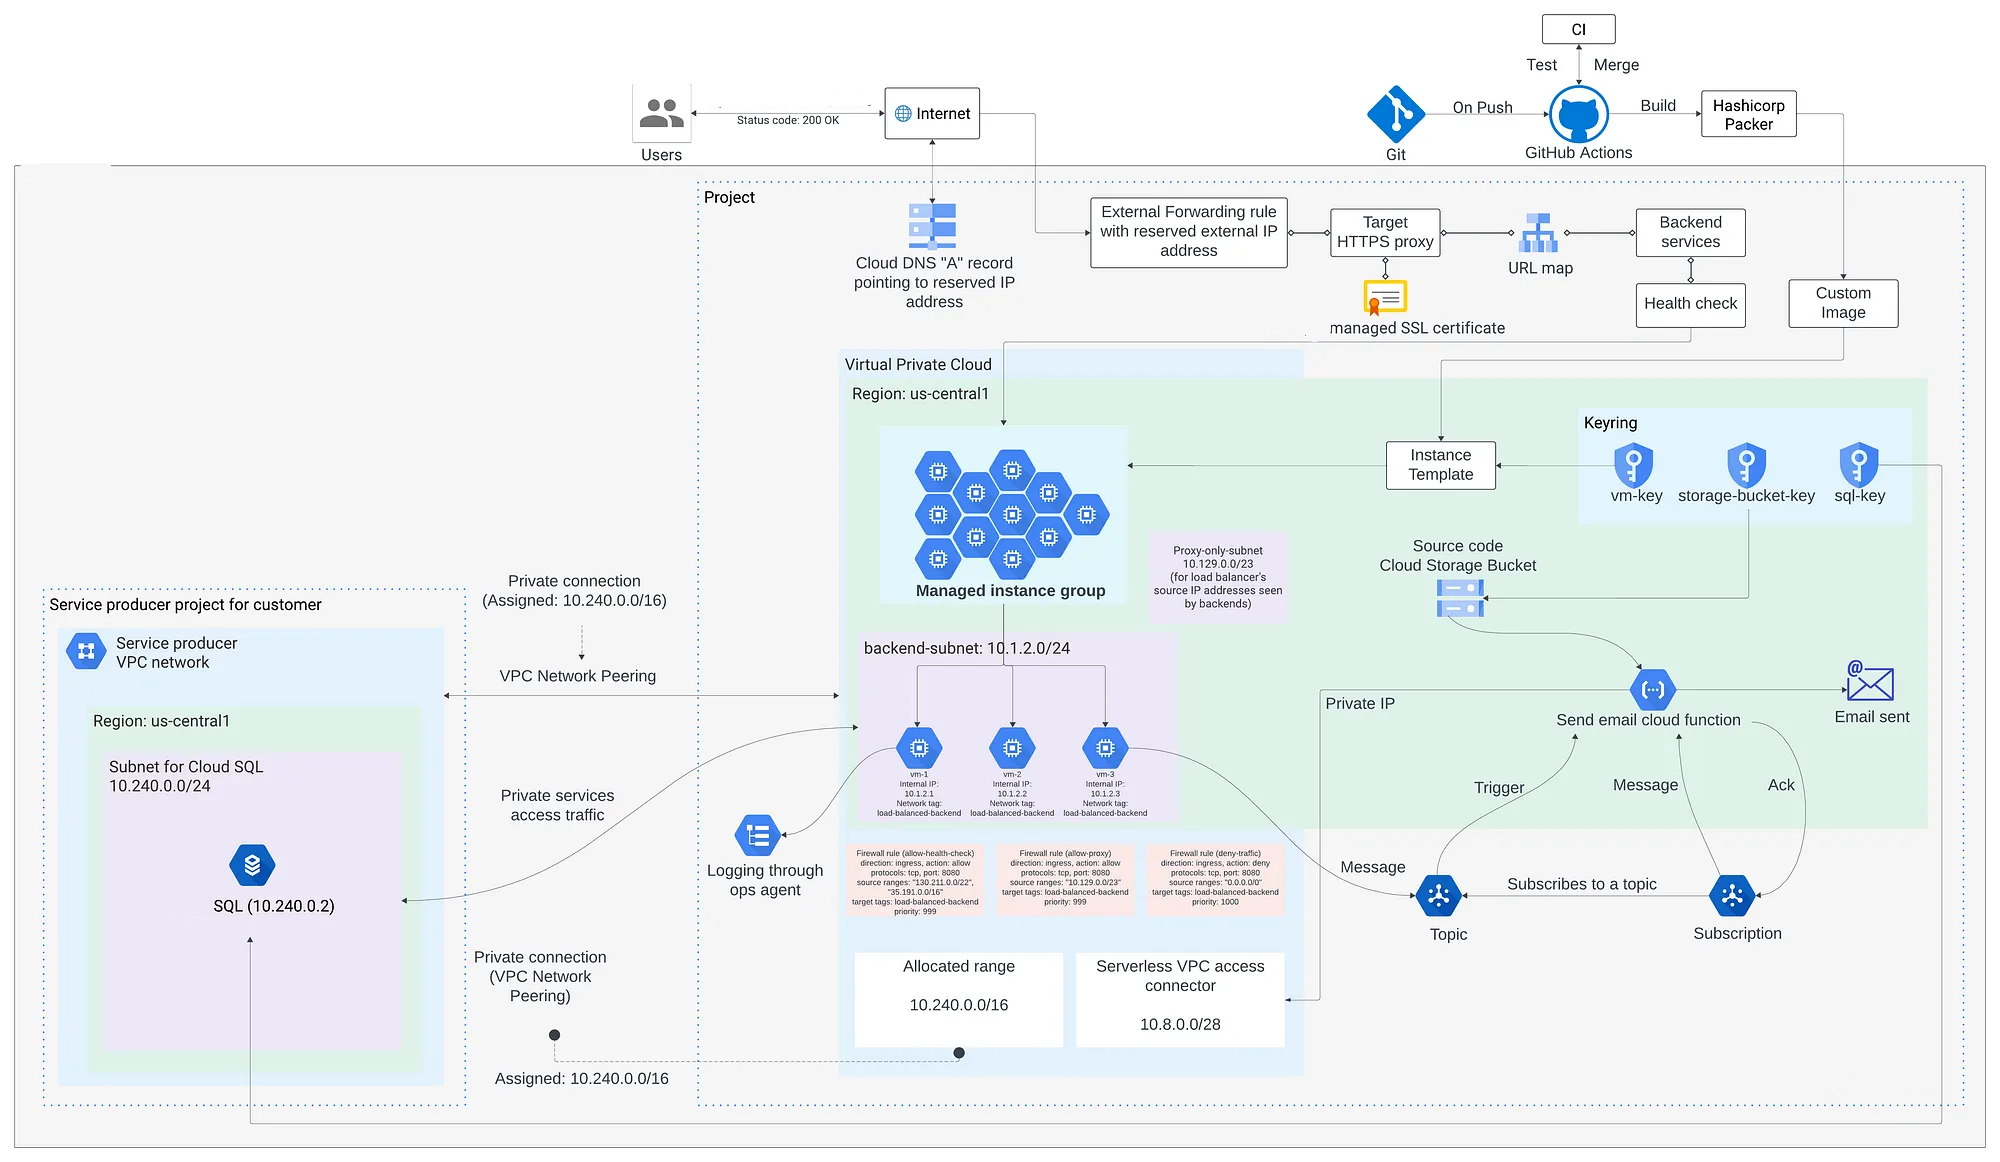 CI
Test
Merge
Users
Status code: 200 OK
Internet
Git
On Push
GitHub Actions
Build
Hashicorp
Packer
Project
Cloud DNS "A" record
pointing to reserved IP
address
External Forwarding rule
with reserved external IP
address
Target
HTTPS proxy
managed SSL certificate
URL map
Backend
services
Health check
Custom
Image
Virtual Private Cloud
Region: us-central1
Managed instance group
Instance
Template
Keyring
vm-key
storage-bucket-key
sql-key
Proxy-only-subnet
10.129.0.0/23
(for load balancer's
source IP addresses seen
by backends)
Source code
Cloud Storage Bucket
Private connection
(Assigned: 10.240.0.0/16)
VPC Network Peering
Service producer project for customer
Service producer
VPC network
Region: us-central1
Subnet for Cloud SQL
10.240.0.0/24
SQL (10.240.0.2)
Private services
access traffic
Private connection
(VPC Network
Peering)
Assigned: 10.240.0.0/16
backend-subnet: 10.1.2.0/24
vm-1
Internal IP:
10.1.2.1
Network tag:
load-balanced-backend
vm-2
Internal IP:
10.1.2.2
Network tag:
load-balanced-backend
vm-3
Internal IP:
10.1.2.3
Network tag:
load-balanced-backend
Logging through
ops agent
Firewall rule (allow-health-check)
direction: ingress, action: allow
protocols: tcp, port: 8080
source ranges: "130.211.0.0/22",
"35.191.0.0/16"
target tags: load-balanced-backend
priority: 999
Firewall rule (allow-proxy)
direction: ingress, action: allow
protocols: tcp, port: 8080
source ranges: "10.129.0.0/23"
target tags: load-balanced-backend
priority: 999
Firewall rule (deny-traffic)
direction: ingress, action: deny
protocols: tcp, port: 8080
source ranges: "0.0.0.0/0"
target tags: load-balanced-backend
priority: 1000
Allocated range
10.240.0.0/16
Serverless VPC access
connector
10.8.0.0/28
Private IP
Send email cloud function
@
Email sent
Trigger
Message
Ack
Message
Subscribes to a topic
Topic
Subscription